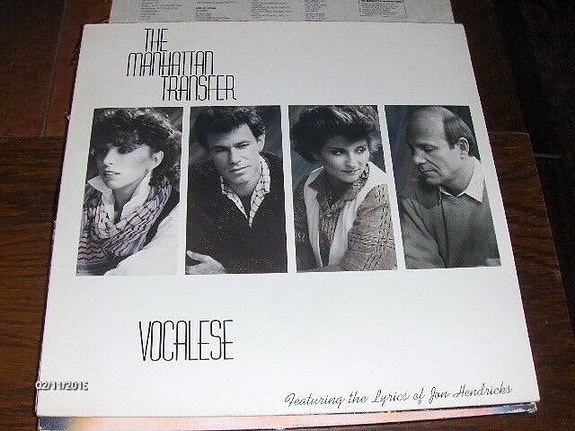 THE
MANHATTAN
TRANSFER
VOCALESE
Featuring the Lyrics of Jon Hendricks
02/11/2015